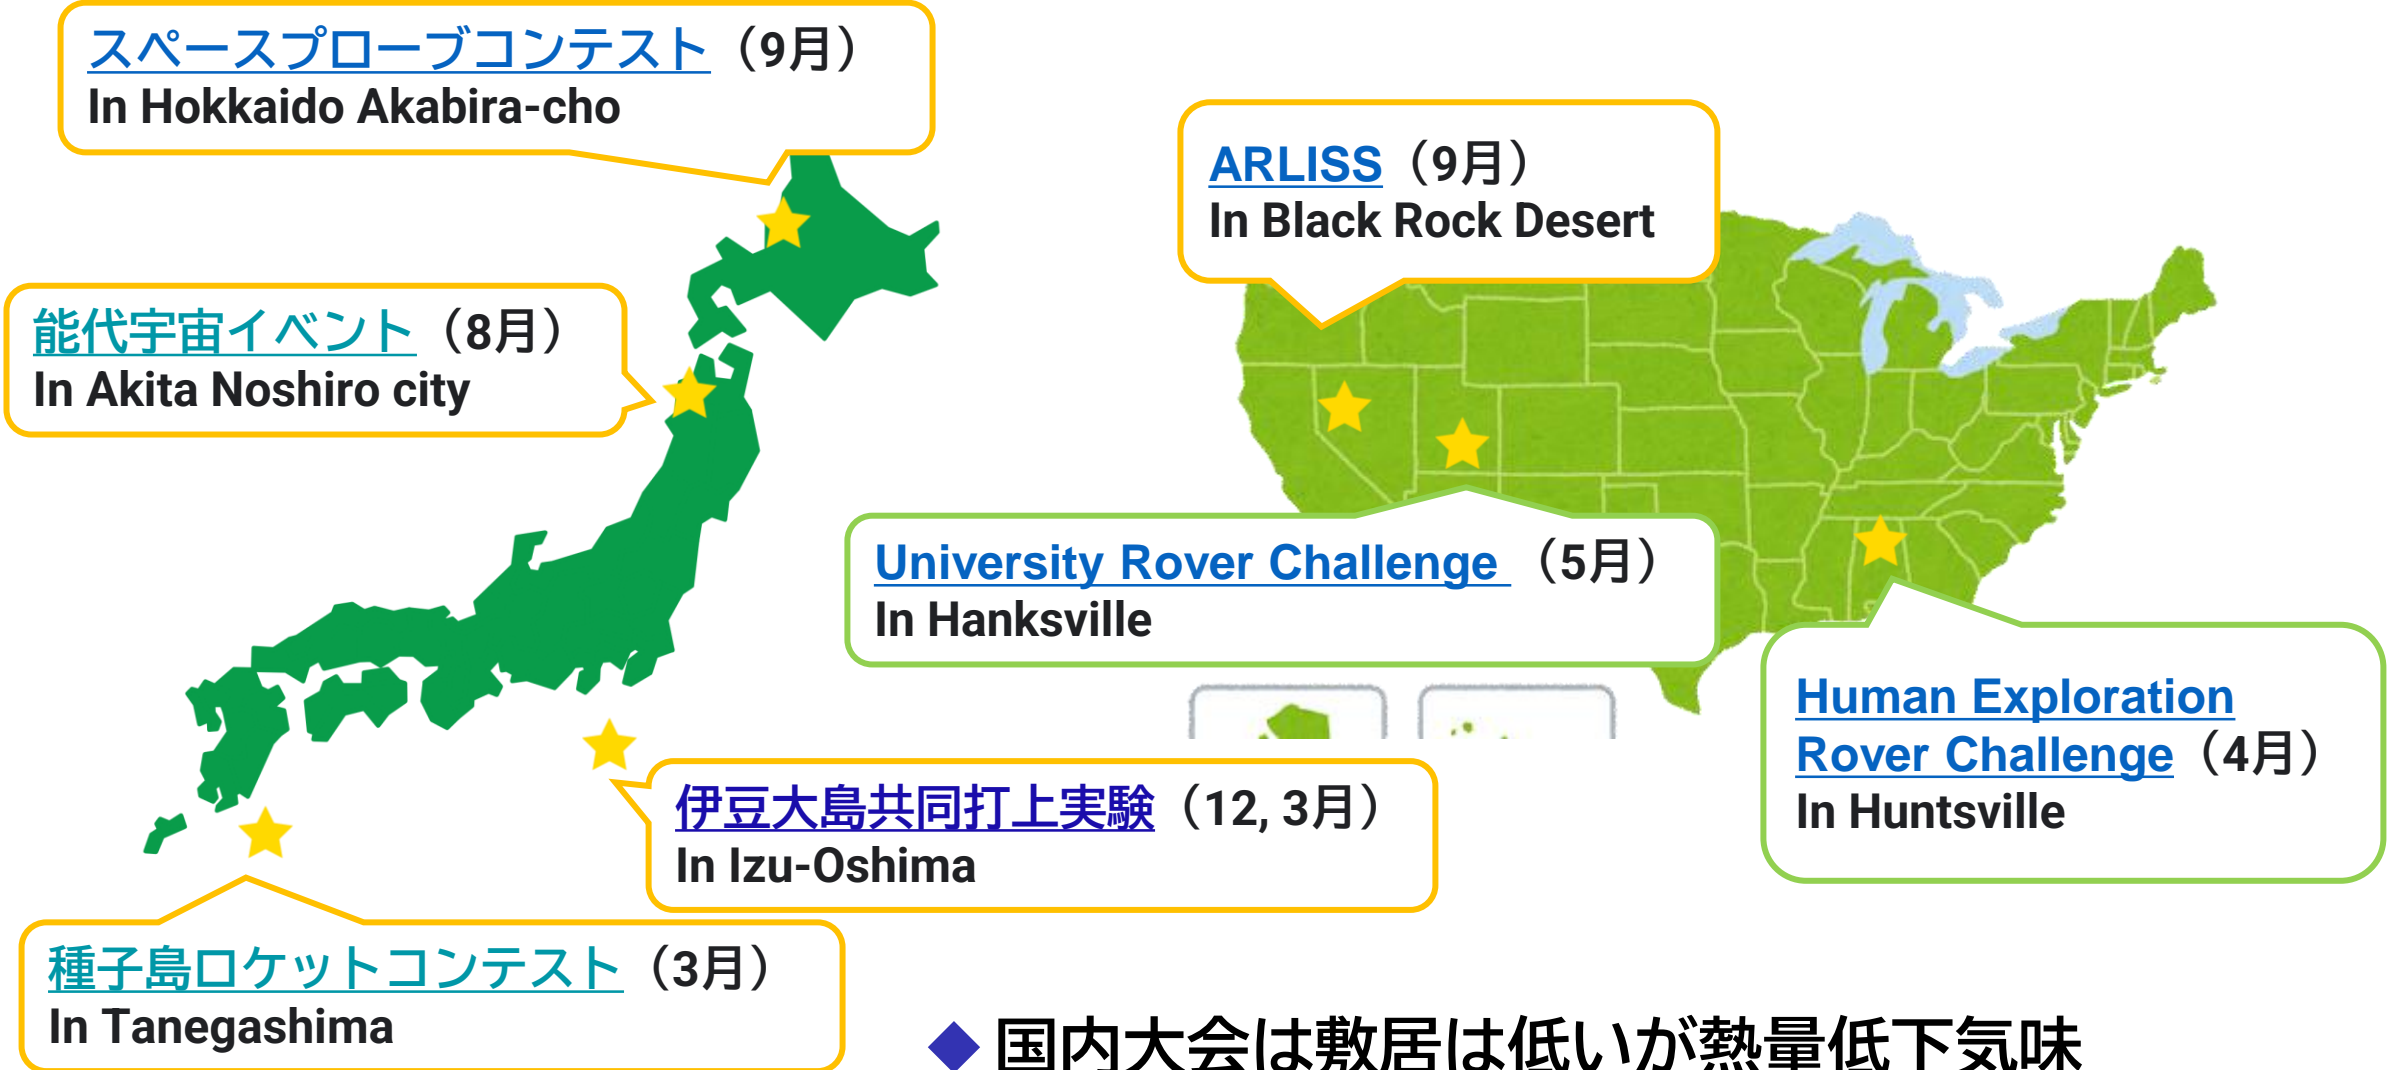 スペースプローブコンテスト（9月）
In Hokkaido Akabira-cho
ARLISS（9月）
In Black Rock Desert
能代宇宙イベント（8月）
In Akita Noshiro city
University Rover Challenge （5月）
In Hanksville
Human Exploration
Rover Challenge（4月）
In Huntsville
伊豆大島共同打上実験（12, 3月）
In Izu-Oshima
種子島ロケットコンテスト（3月）
In Tanegashima
◆ 国内大会は敷居は低いが熱量低下気味